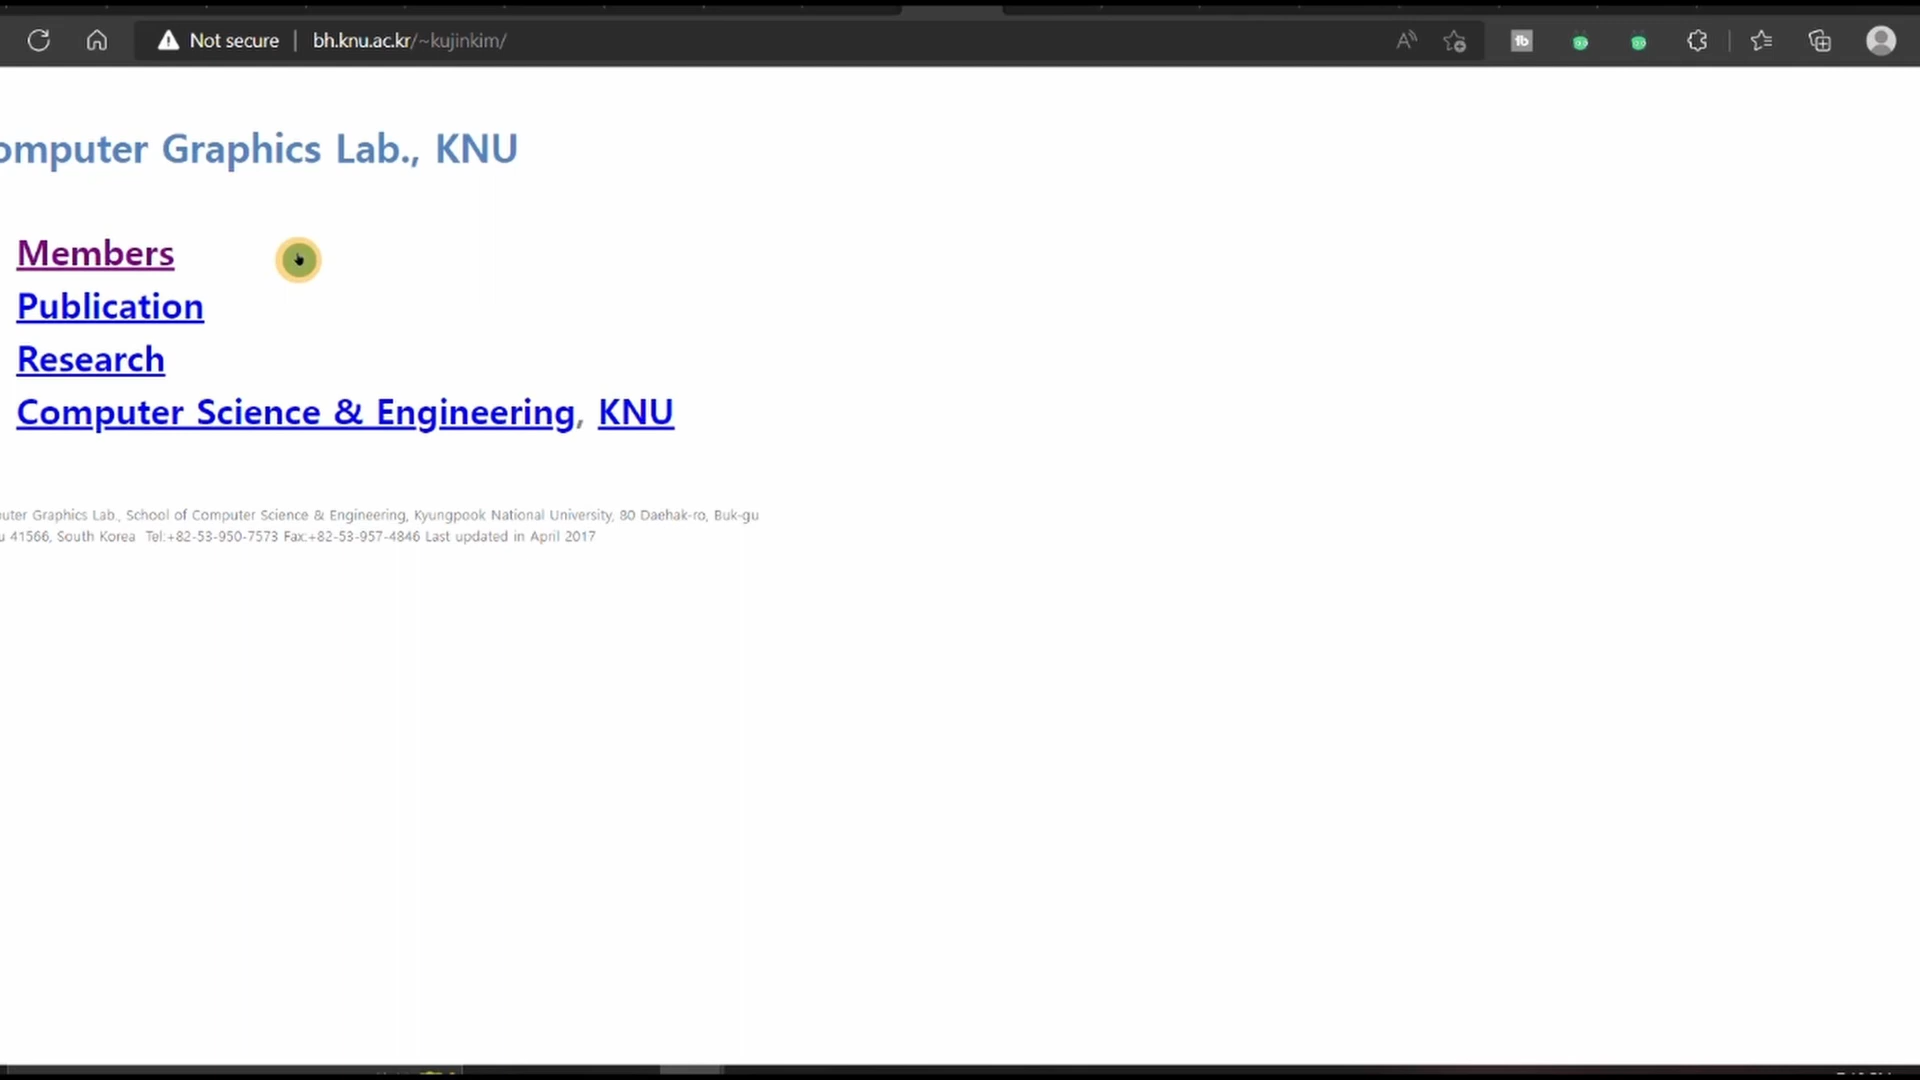 Not secure | bh.knu.ac.kr/~kujinkim/
omputer Graphics Lab., KNU
Members
Publication
Research
Computer Science & Engineering, KNU
uter Graphics Lab., School of Computer Science & Engineering, Kyungpook National University, 80 Daehak-ro, Buk-gu
u 41566, South Korea Tel:+82-53-950-7573 Fax:+82-53-957-4846 Last updated in April 2017